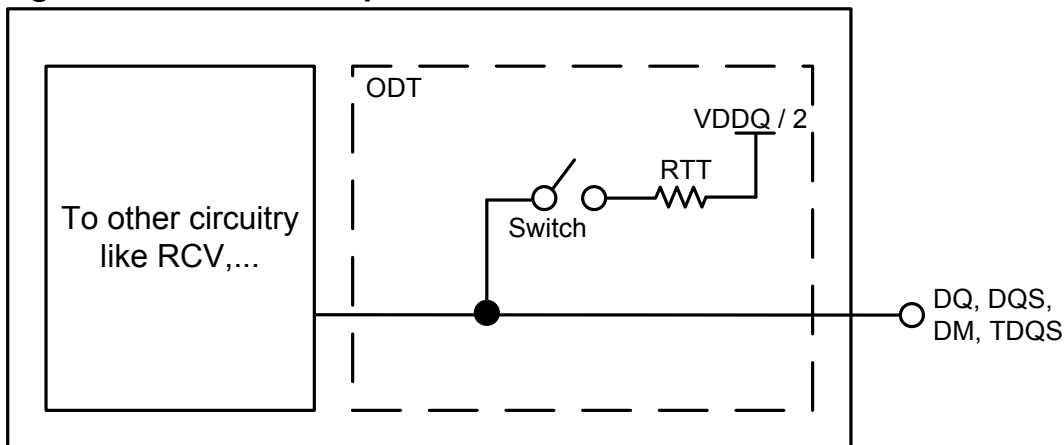 ODT
VDDQ / 2
RTT
Switch
To other circuitry
like RCV,...
DQ, DQS,
DM, TDQS